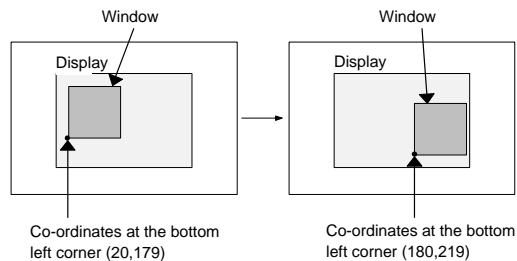 Window
Display
Co-ordinates at the bottom
left corner (20,179)
Window
Display
Co-ordinates at the bottom
left corner (180,219)